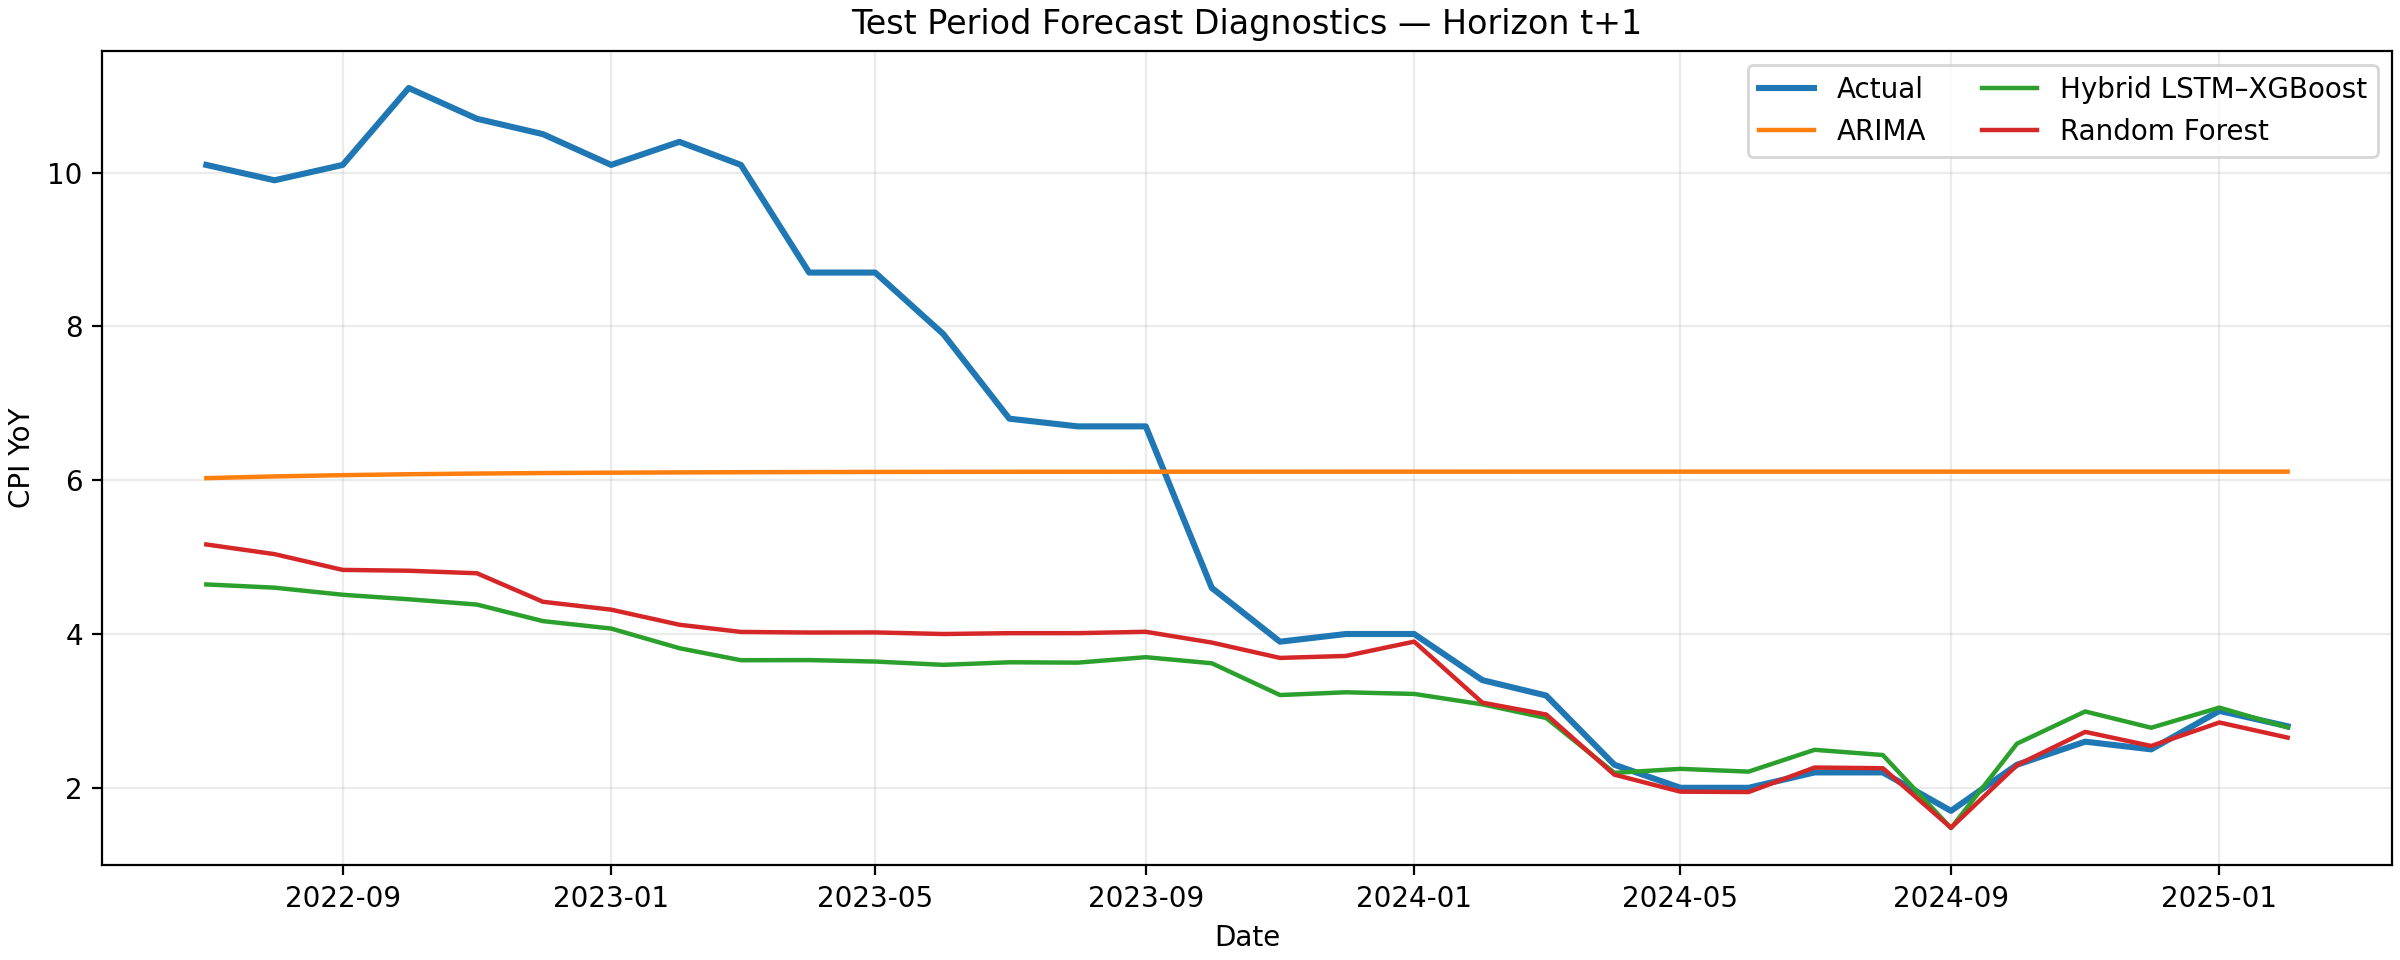 Test Period Forecast Diagnostics — Horizon t+1
Actual
ARIMA
Hybrid LSTM–XGBoost
Random Forest
CPI YoY
10
8
6
4
2
2022-09
2023-01
2023-05
2023-09
2024-01
2024-05
2024-09
2025-01
Date